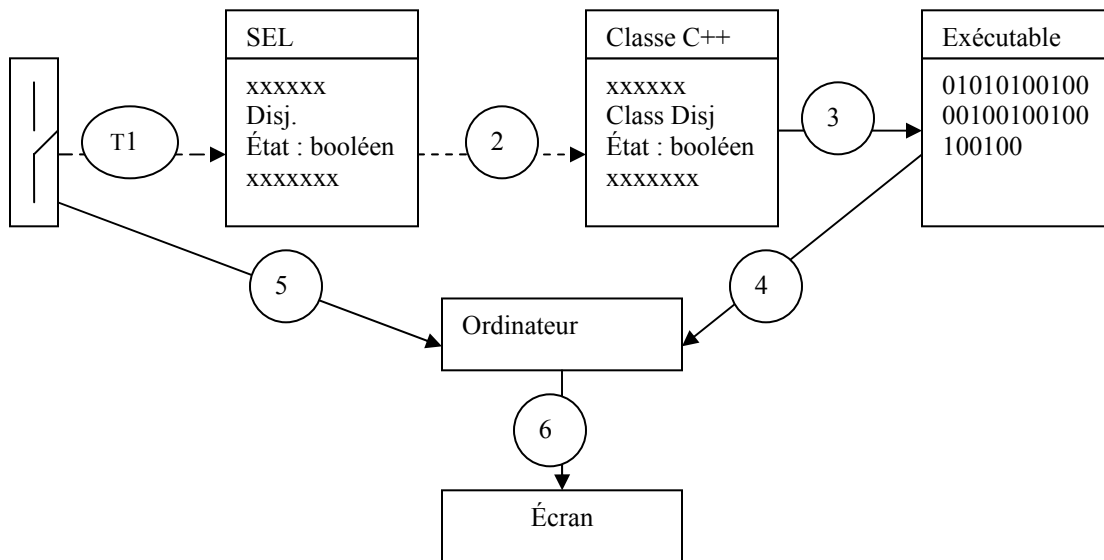 SEL
xxxxxx
Disj.
État : booléen
xxxxxxx
Classe C++
xxxxxx
Class Disj
État : booléen
xxxxxxx
Exécutable
01010100100
00100100100
100100
T1
2
3
5
4
Ordinateur
6
Écran